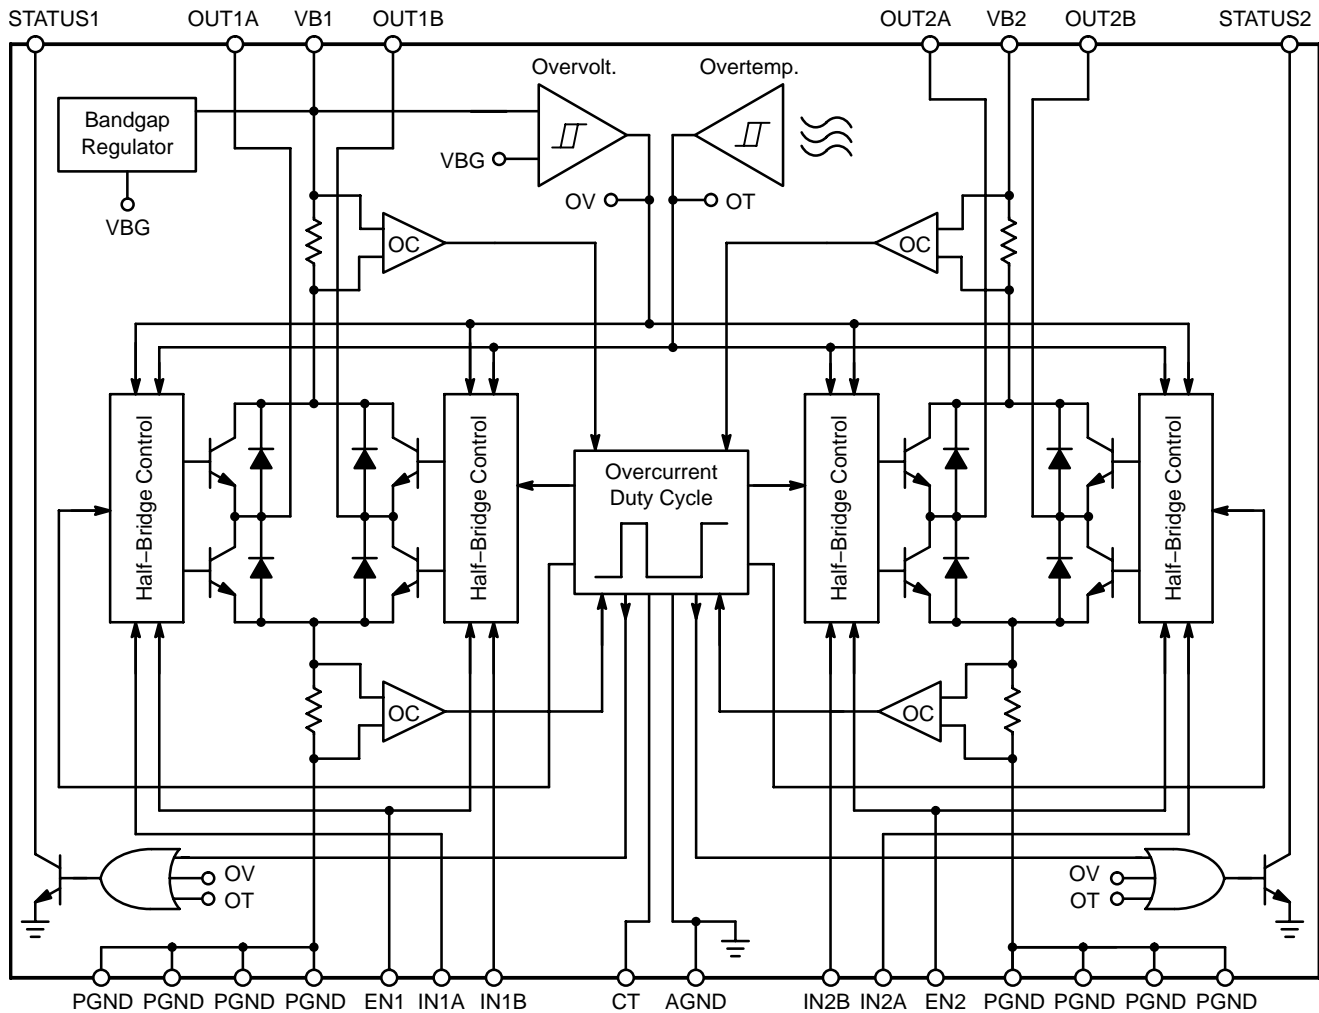 STATUS1 OUT1A VB1 OUT1B OUT2A VB2 OUT2B STATUS2
Overvolt. Overtemp.
Bandgap
Regulator
VBG
VBG
OV
OT
OC
OC
Half−Bridge Control
Half−Bridge Control
Overcurrent
Duty Cycle
Half−Bridge Control
Half−Bridge Control
OC
OC
OV
OT
OV
OT
PGND PGND PGND PGND EN1 IN1A IN1B CT AGND IN2B IN2A EN2 PGND PGND PGND PGND